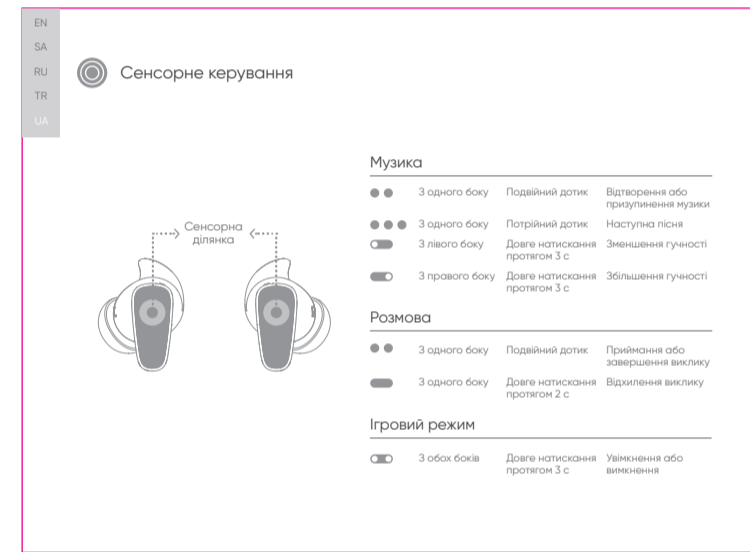 EN
SA
RU
TR
UA
Сенсорне керування
Сенсорна
ділянка
Музика
З одного боку Подвійний дотик Відтворення або
призупинення музики
З одного боку Потрійний дотик Наступна пісня
З лівого боку Довге натискання Зменшення гучності
протягом 3 с
З правого боку Довге натискання Збільшення гучності
протягом 3 с
Розмова
З одного боку Подвійний дотик Приймання або
завершення виклику
З одного боку Довге натискання Відхилення виклику
протягом 2 с
Ігровий режим
З обох боків Довге натискання Увімкнення або
протягом 3 с вимкнення